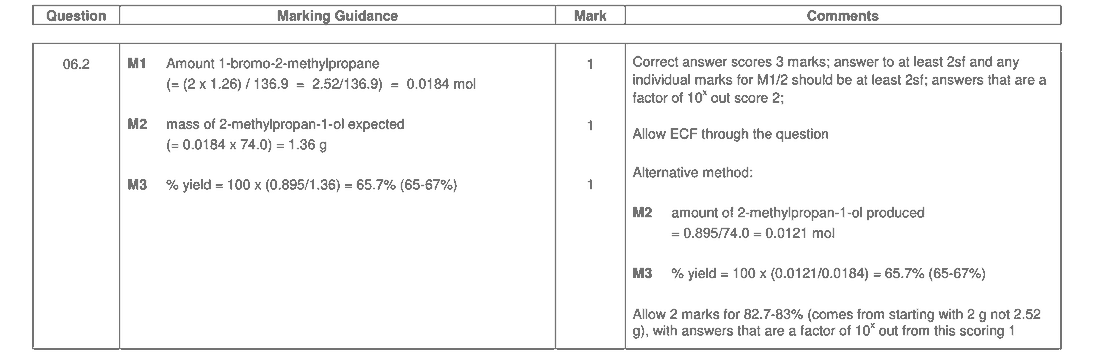 Question Marking Guidance Mark Comments
06.2 M1 Amount 1-bromo-2-methylpropane 1
(= (2 x 1.26) / 136.9 = 2.52/136.9) = 0.0184 mol
M2 mass of 2-methylpropan-1-ol expected 1
(= 0.0184 x 74.0) = 1.36 g
M3 % yield = 100 x (0.895/1.36) = 65.7% (65-67%) 1
Correct answer scores 3 marks; answer to at least 2sf and any
individual marks for M1/2 should be at least 2sf; answers that are a
factor of 10ˣ out score 2;
Allow ECF through the question
Alternative method:
M2 amount of 2-methylpropan-1-ol produced
= 0.895/74.0 = 0.0121 mol
M3 % yield = 100 x (0.0121/0.0184) = 65.7% (65-67%)
Allow 2 marks for 82.7-83% (comes from starting with 2 g not 2.52
g), with answers that are a factor of 10ˣ out from this scoring 1